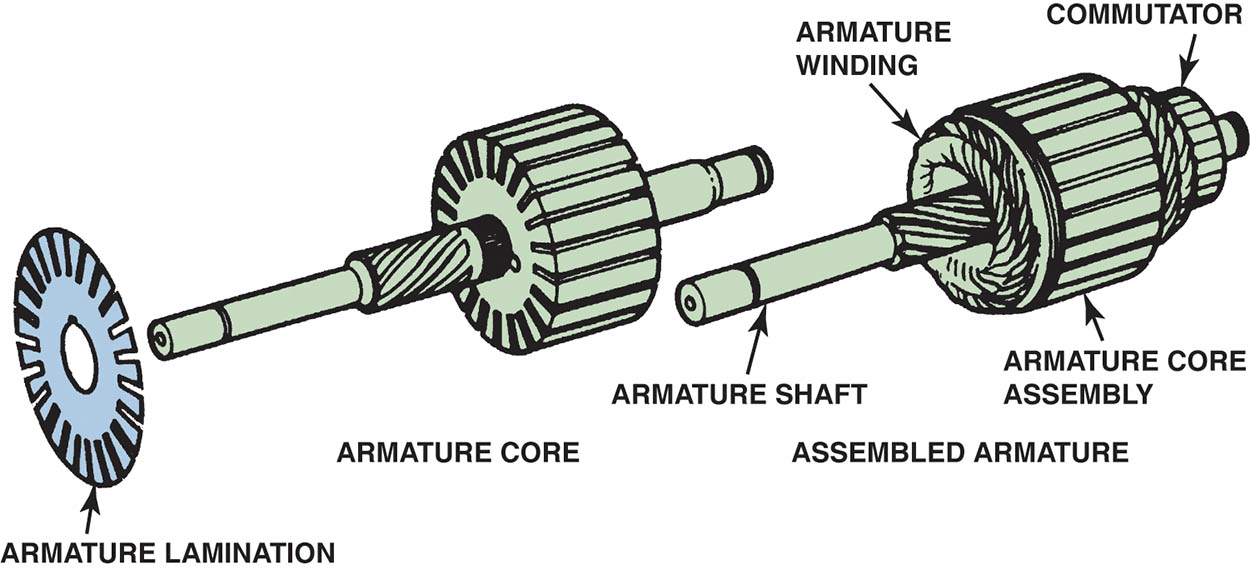 COMMUTATOR
ARMATURE
WINDING
ARMATURE CORE
ASSEMBLY
ARMATURE SHAFT
ARMATURE CORE
ASSEMBLED ARMATURE
ARMATURE LAMINATION